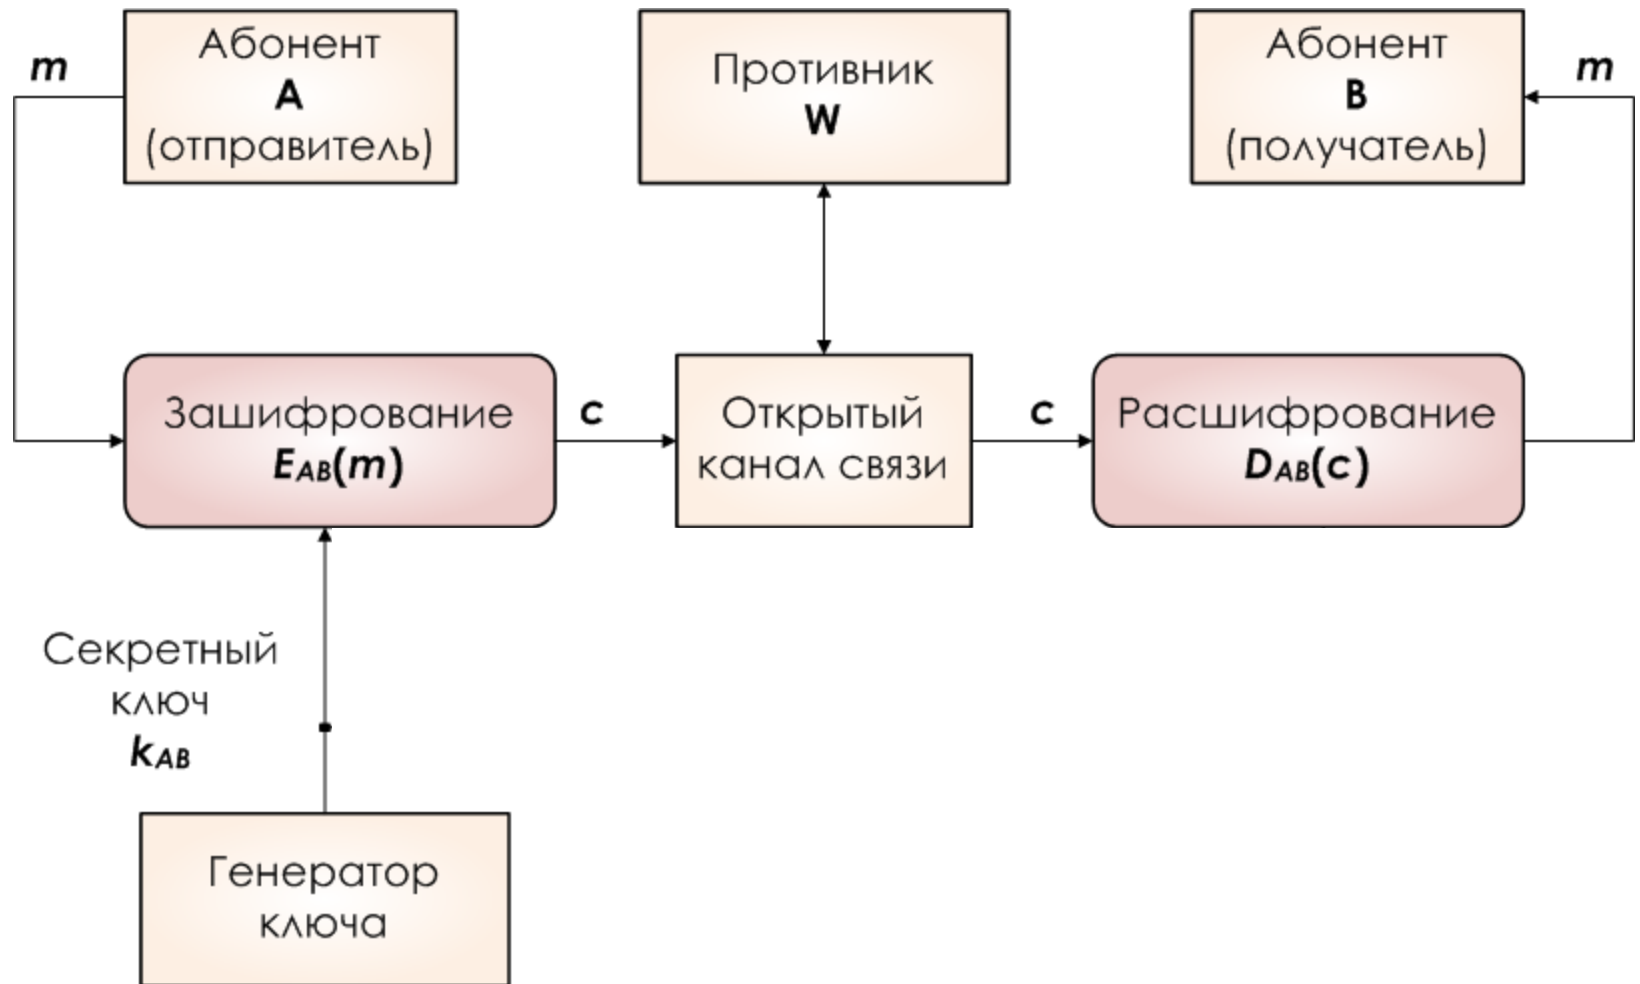 m
Абонент
A
(отправитель)
Противник
W
Абонент
B
(получатель)
m
Зашифрование
EAB(m)
c
Открытый
канал связи
c
Расшифрование
DAB(c)
Секретный
ключ
kAB
Генератор
ключа